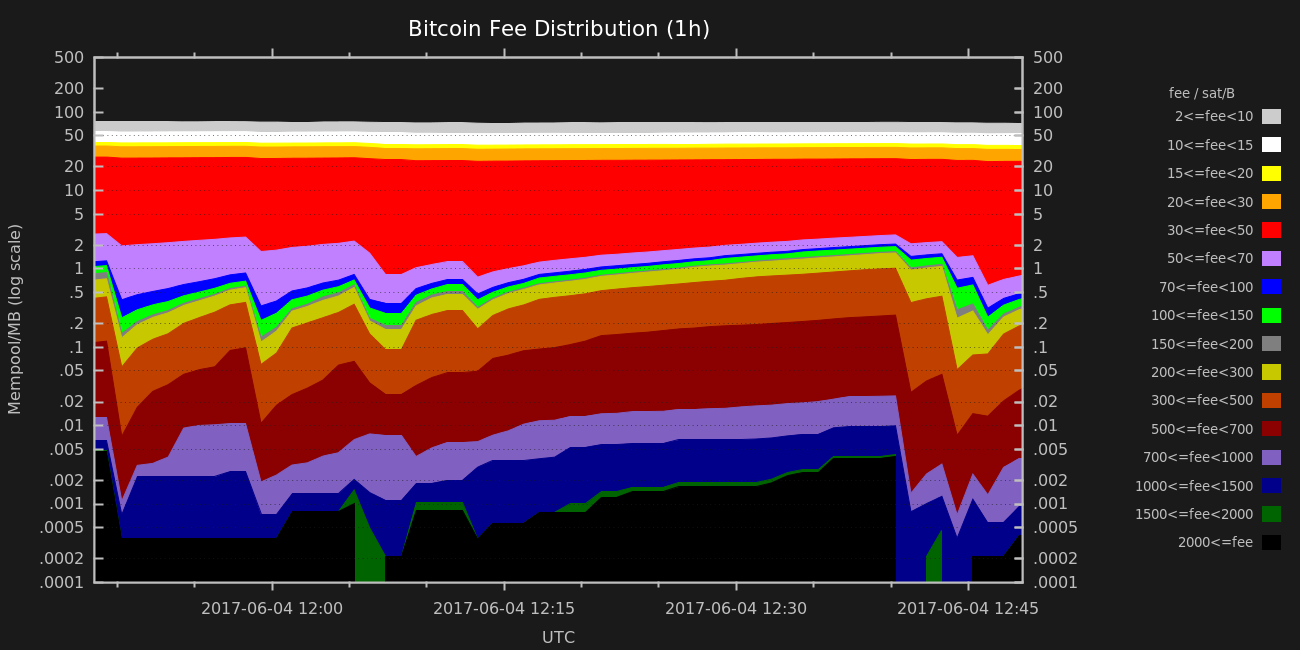 Bitcoin Fee Distribution (1h)
Mempool/MB (log scale)
500
200
100
50
20
10
5
2
1
.5
.2
.1
.05
.02
.01
.005
.002
.001
.0005
.0002
.0001
500
200
100
50
20
10
5
2
1
.5
.2
.1
.05
.02
.01
.005
.002
.001
.0005
.0002
.0001
2017-06-04 12:00
2017-06-04 12:15
2017-06-04 12:30
2017-06-04 12:45
UTC
fee / sat/B
2<=fee<10
10<=fee<15
15<=fee<20
20<=fee<30
30<=fee<50
50<=fee<70
70<=fee<100
100<=fee<150
150<=fee<200
200<=fee<300
300<=fee<500
500<=fee<700
700<=fee<1000
1000<=fee<1500
1500<=fee<2000
2000<=fee